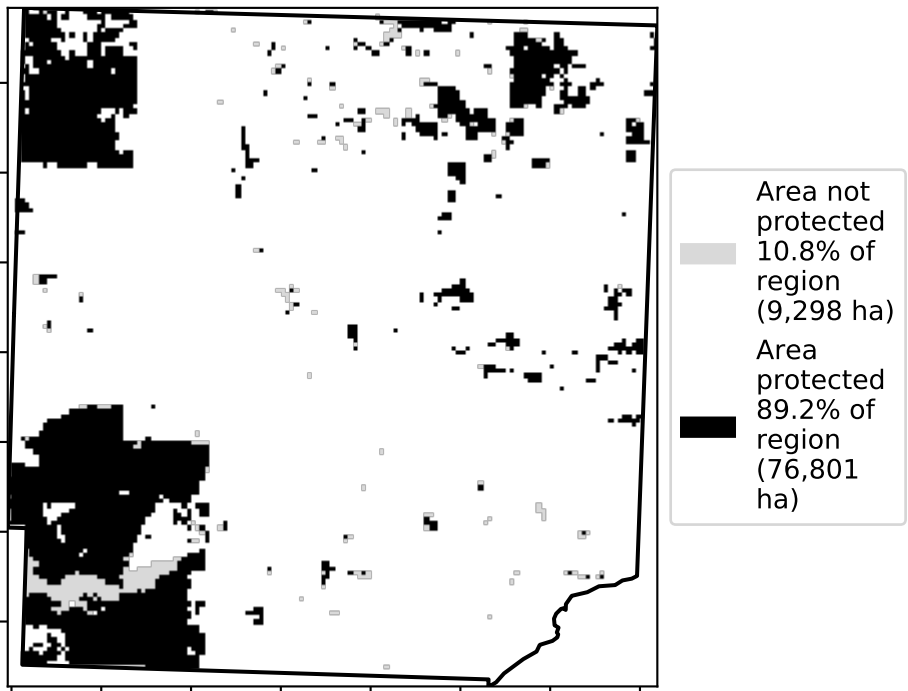 Area not
protected
10.8% of
region
(9,298 ha)
Area
protected
89.2% of
region
(76,801
ha)